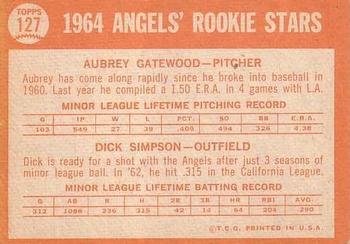 TOPPS
127
1964 ANGELS' ROOKIE STARS
AUBREY GATEWOOD—PITCHER
Aubrey has come along rapidly since he broke into baseball in
1960. Last year he compiled a 1.50 E.R.A. in 4 games with L.A.
MINOR LEAGUE LIFETIME PITCHING RECORD
G IP W L PCT. SO BB E.R.A.
103 549 27 39 .409 494 326 4.38
DICK SIMPSON—OUTFIELD
Dick is ready for a shot with the Angels after just 3 seasons of
minor league ball. In '62, he hit .315 in the California League.
MINOR LEAGUE LIFETIME BATTING RECORD
G AB R H 2B 3B HR RBI AVG.
312 1088 236 315 42 14 64 204 .290
©T.C.G. PRINTED IN U.S.A.